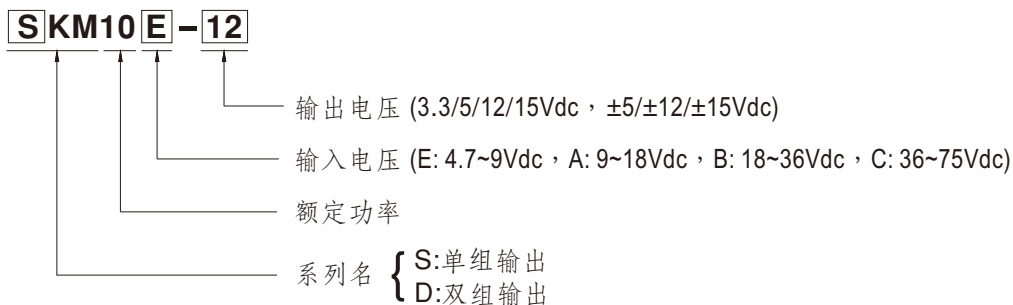 SKM10E-12
输出电压 (3.3/5/12/15Vdc，±5/±12/±15Vdc)
输入电压 (E: 4.7~9Vdc，A: 9~18Vdc，B: 18~36Vdc，C: 36~75Vdc)
额定功率
系列名 { S:单组输出
D:双组输出